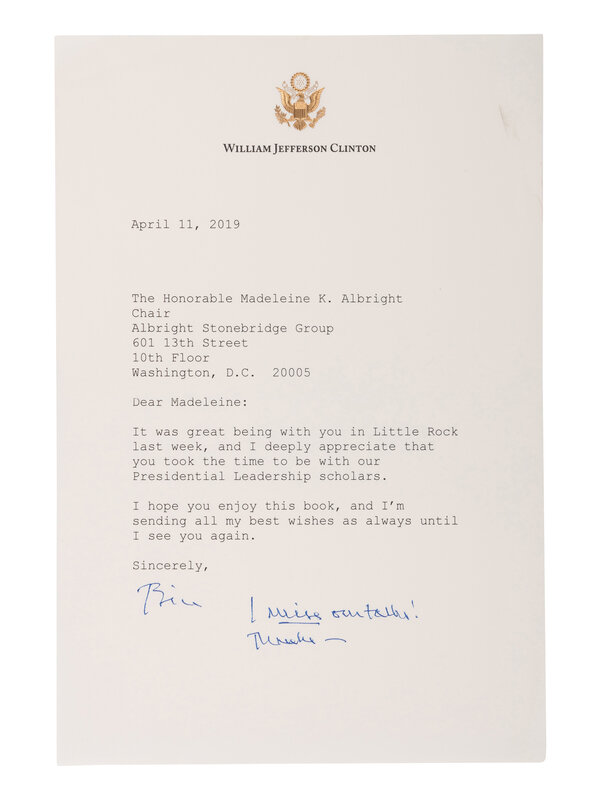 WILLIAM JEFFERSON CLINTON
April 11, 2019
The Honorable Madeleine K. Albright
Chair
Albright Stonebridge Group
601 13th Street
10th Floor
Washington, D.C.  20005
Dear Madeleine:
It was great being with you in Little Rock
last week, and I deeply appreciate that
you took the time to be with our
Presidential Leadership scholars.
I hope you enjoy this book, and I'm
sending all my best wishes as always until
I see you again.
Sincerely,
Bill I miss our talks!
Thanks —